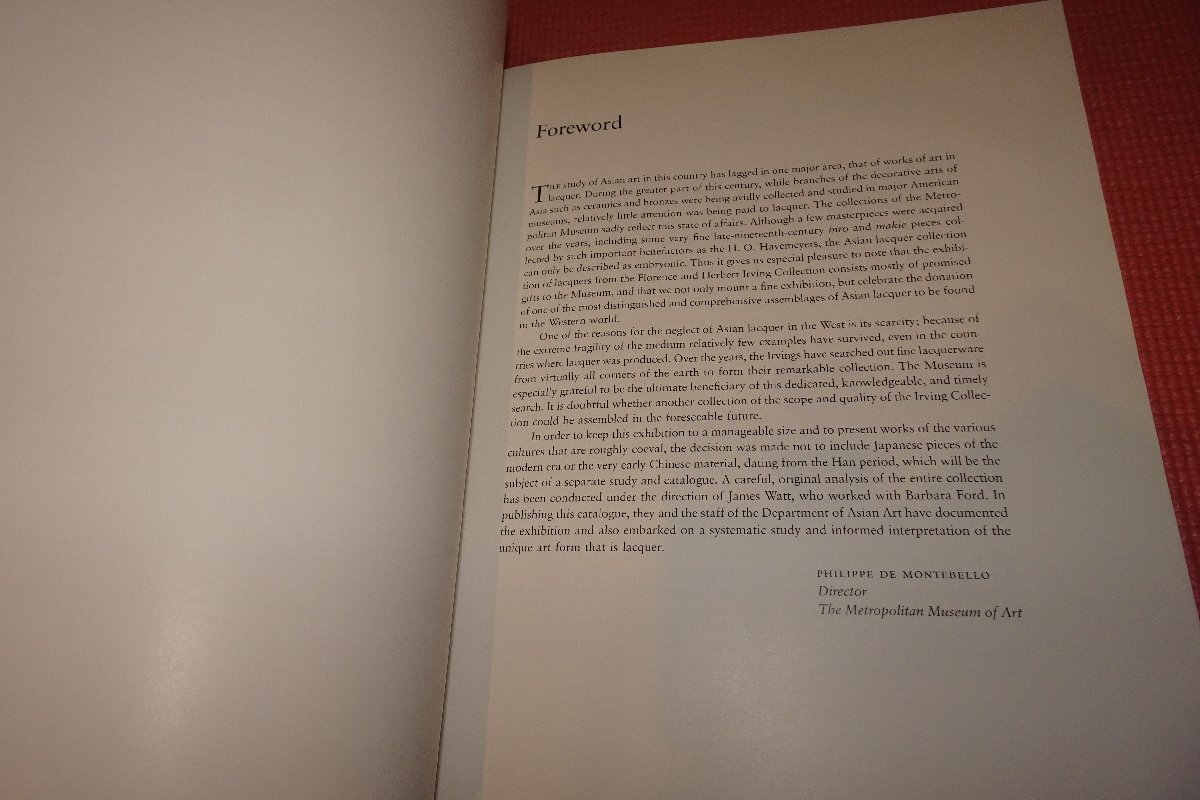 Foreword
THE study of Asian art in this country has lagged in one major area, that of works of art in
lacquer. During the greater part of this century, while branches of the decorative arts of
Asia such as ceramics and bronzes were being avidly collected and studied in major American
museums, relatively little attention was being paid to lacquer. The collections of the Metro-
politan Museum sadly reflect this state of affairs. Although a few masterpieces were acquired
over the years, including some very fine late-nineteenth-century inro and makie pieces col-
lected by such important benefactors as the H. O. Havemeyers, the Asian lacquer collection
can only be described as embryonic. Thus it gives us especial pleasure to note that the exhibi-
tion of lacquers from the Florence and Herbert Irving Collection consists mostly of promised
gifts to the Museum, and that we not only mount a fine exhibition, but celebrate the donation
of one of the most distinguished and comprehensive assemblages of Asian lacquer to be found
in the Western world.
One of the reasons for the neglect of Asian lacquer in the West is its scarcity; because of
the extreme fragility of the medium relatively few examples have survived, even in the coun-
tries where lacquer was produced. Over the years, the Irvings have searched out fine lacquerware
from virtually all corners of the earth to form their remarkable collection. The Museum is
especially grateful to be the ultimate beneficiary of this dedicated, knowledgeable, and timely
search. It is doubtful whether another collection of the scope and quality of the Irving Collec-
tion could be assembled in the foreseeable future.
In order to keep this exhibition to a manageable size and to present works of the various
cultures that are roughly coeval, the decision was made not to include Japanese pieces of the
modern era or the very early Chinese material, dating from the Han period, which will be the
subject of a separate study and catalogue. A careful, original analysis of the entire collection
has been conducted under the direction of James Watt, who worked with Barbara Ford. In
publishing this catalogue, they and the staff of the Department of Asian Art have documented
the exhibition and also embarked on a systematic study and informed interpretation of the
unique art form that is lacquer.
PHILIPPE DE MONTEBELLO
Director
The Metropolitan Museum of Art